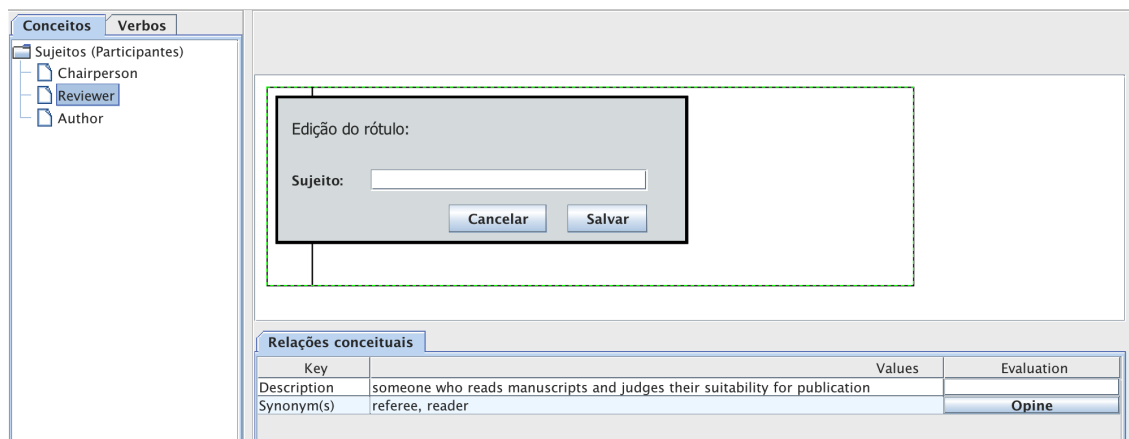 Conceitos Verbos
Sujeitos (Participantes)
Chairperson
Reviewer
Author
Edição do rótulo:
Sujeito:
Cancelar Salvar
Relações conceituais
Key Values Evaluation
Description someone who reads manuscripts and judges their suitability for publication
Synonym(s) referee, reader Opine